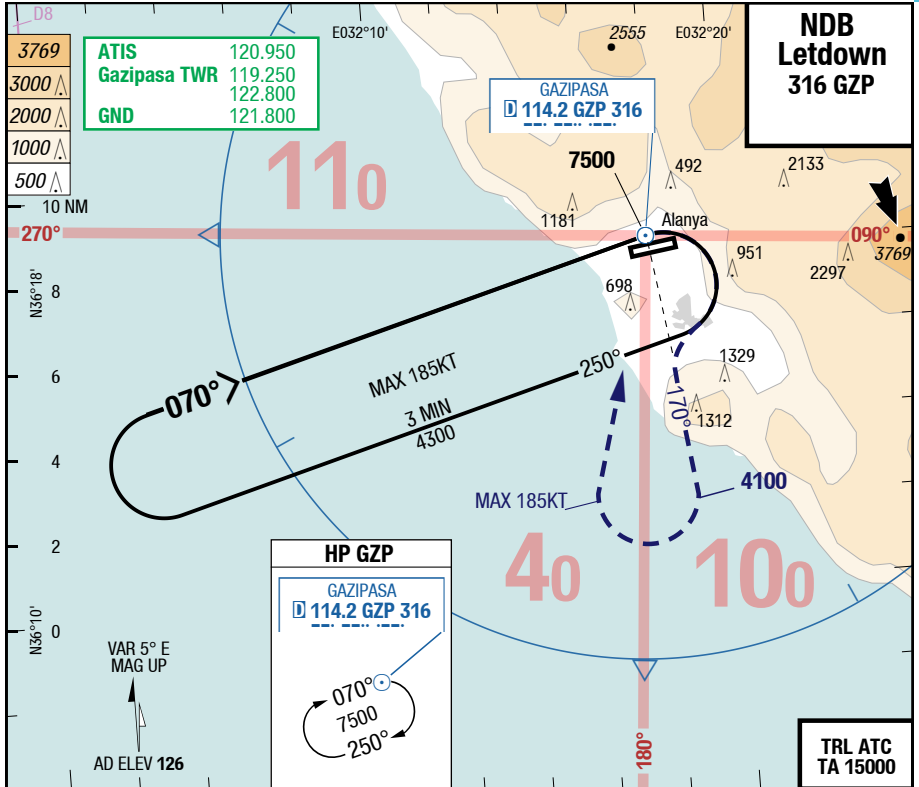 D8
E032°10'
2555
E032°20'
NDB
Letdown
316 GZP
3769
3000
2000
1000
500
ATIS 120.950
Gazipasa TWR 119.250
122.800
GND 121.800
GAZIPASA
D 114.2 GZP 316
110
7500
492
2133
10 NM
1181
Alanya
270°
090°
3769
951
2297
N36°18'
8
698
6
MAX 185KT
250°
1329
070°
3 MIN
4300
170°
1312
4
MAX 185KT
4100
2
40
100
HP GZP
GAZIPASA
D 114.2 GZP 316
N36°10'
0
VAR 5° E
MAG UP
070°
7500
250°
180°
AD ELEV 126
TRL ATC
TA 15000